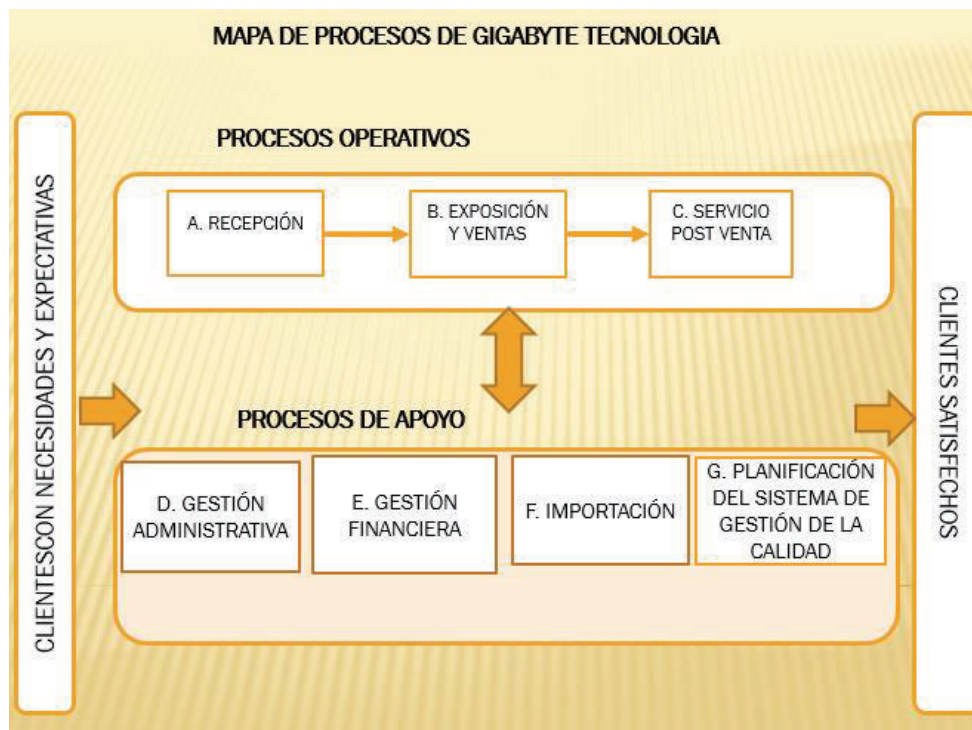 MAPA DE PROCESOS DE GIGABYTE TECNOLOGIA
CLIENTESCON NECESIDADES Y EXPECTATIVAS
PROCESOS OPERATIVOS
A. RECEPCIÓN
B. EXPOSICIÓN
Y VENTAS
C. SERVICIO
POST VENTA
PROCESOS DE APOYO
D. GESTIÓN
ADMINISTRATIVA
E. GESTIÓN
FINANCIERA
F. IMPORTACIÓN
G. PLANIFICACIÓN
DEL SISTEMA DE
GESTIÓN DE LA
CALIDAD
CLIENTES SATISFECHOS